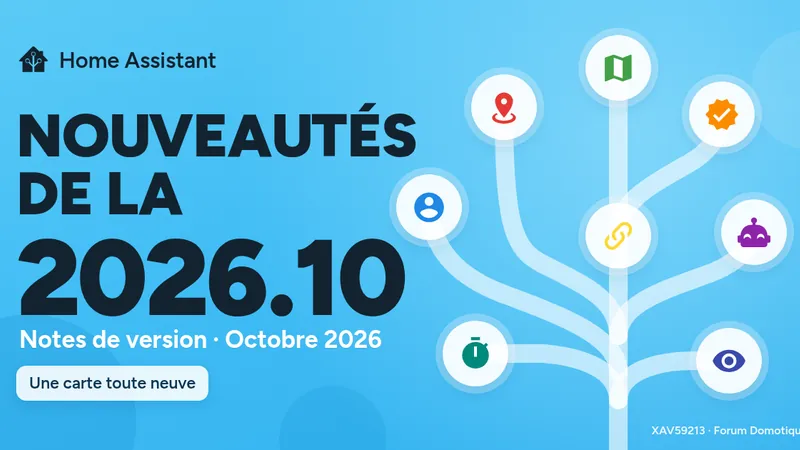 Home Assistant
NOUVEAUTÉS
DE LA
2026.10
Notes de version · Octobre 2026
Une carte toute neuve
XAV59213 · Forum Domotiqu